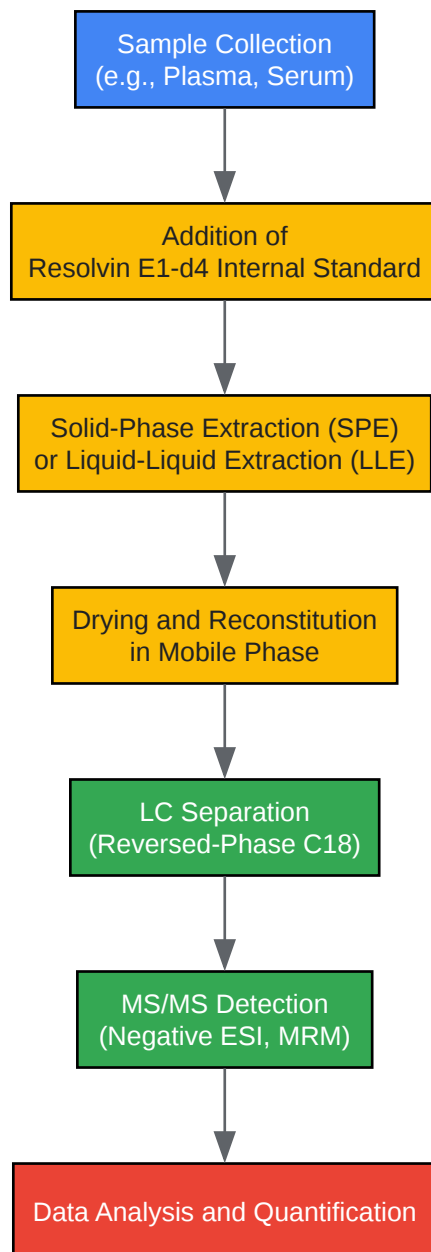 Sample Collection
(e.g., Plasma, Serum)
Addition of
Resolvin E1-d4 Internal Standard
Solid-Phase Extraction (SPE)
or Liquid-Liquid Extraction (LLE)
Drying and Reconstitution
in Mobile Phase
LC Separation
(Reversed-Phase C18)
MS/MS Detection
(Negative ESI, MRM)
Data Analysis and Quantification